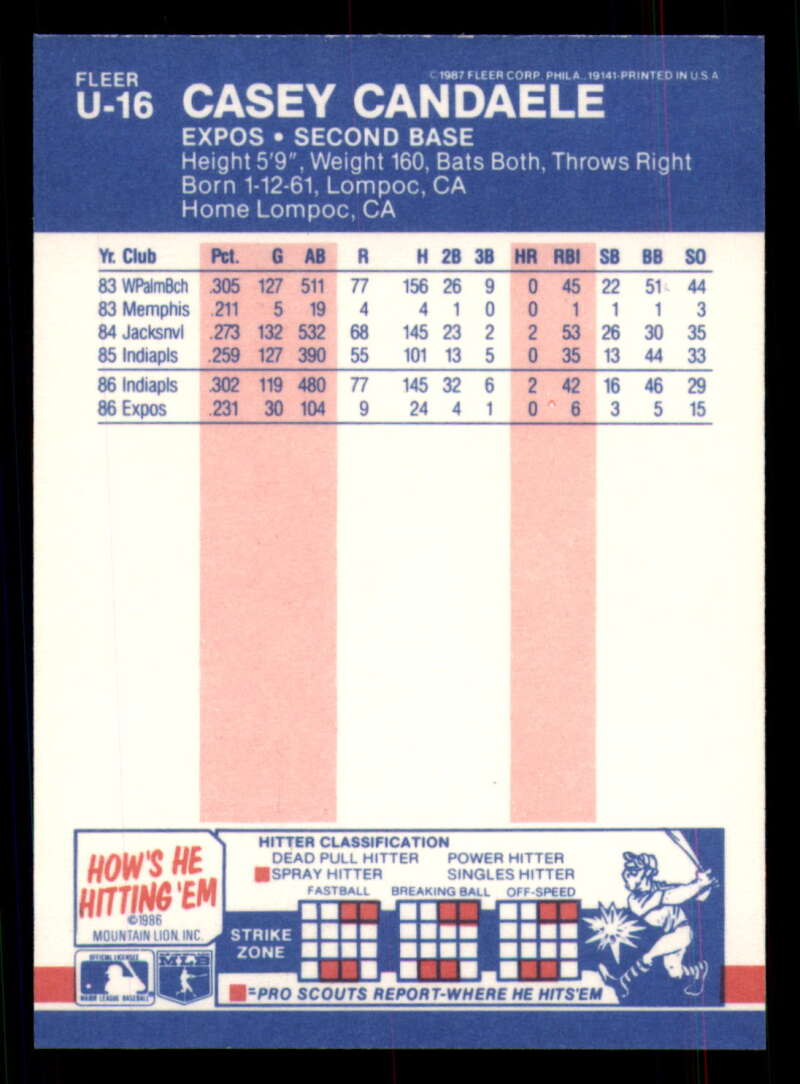 FLEER
U-16
©1987 FLEER CORP. PHILA., 19141-PRINTED IN U.S.A
CASEY CANDAELE
EXPOS • SECOND BASE
Height 5'9", Weight 160, Bats Both, Throws Right
Born 1-12-61, Lompoc, CA
Home Lompoc, CA
Yr. Club Pct. G AB R H 2B 3B HR RBI SB BB SO
83 WPalmBch .305 127 511 77 156 26 9 0 45 22 51 44
83 Memphis .211 5 19 4 4 1 0 0 1 1 1 3
84 Jacksnvl .273 132 532 68 145 23 2 2 53 26 30 35
85 Indiapls .259 127 390 55 101 13 5 0 35 13 44 33
86 Indiapls .302 119 480 77 145 32 6 2 42 16 46 29
86 Expos .231 30 104 9 24 4 1 0 6 3 5 15
HOW'S HE
HITTING 'EM
©1986
MOUNTAIN LION, INC.
OFFICIAL LICENSEE
MAJOR LEAGUE BASEBALL
MLB
HITTER CLASSIFICATION
DEAD PULL HITTER POWER HITTER
SPRAY HITTER SINGLES HITTER
FASTBALL BREAKING BALL OFF-SPEED
STRIKE
ZONE
=PRO SCOUTS REPORT-WHERE HE HITS'EM